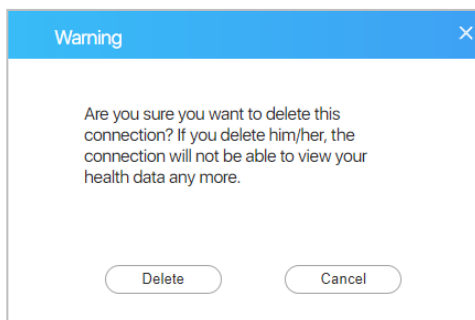 Warning
Are you sure you want to delete this
connection? If you delete him/her, the
connection will not be able to view your
health data any more.
Delete
Cancel